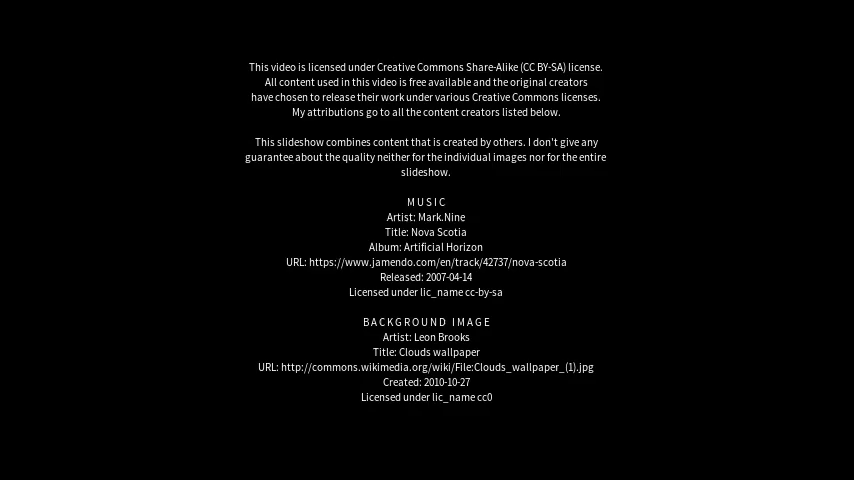 This video is licensed under Creative Commons Share-Alike (CC BY-SA) license.
All content used in this video is free available and the original creators
have chosen to release their work under various Creative Commons licenses.
My attributions go to all the content creators listed below.
This slideshow combines content that is created by others. I don't give any
guarantee about the quality neither for the individual images nor for the entire
slideshow.
MUSIC
Artist: Mark.Nine
Title: Nova Scotia
Album: Artificial Horizon
URL: https://www.jamendo.com/en/track/42737/nova-scotia
Released: 2007-04-14
Licensed under lic_name cc-by-sa
BACKGROUND IMAGE
Artist: Leon Brooks
Title: Clouds wallpaper
URL: http://commons.wikimedia.org/wiki/File:Clouds_wallpaper_(1).jpg
Created: 2010-10-27
Licensed under lic_name cc0